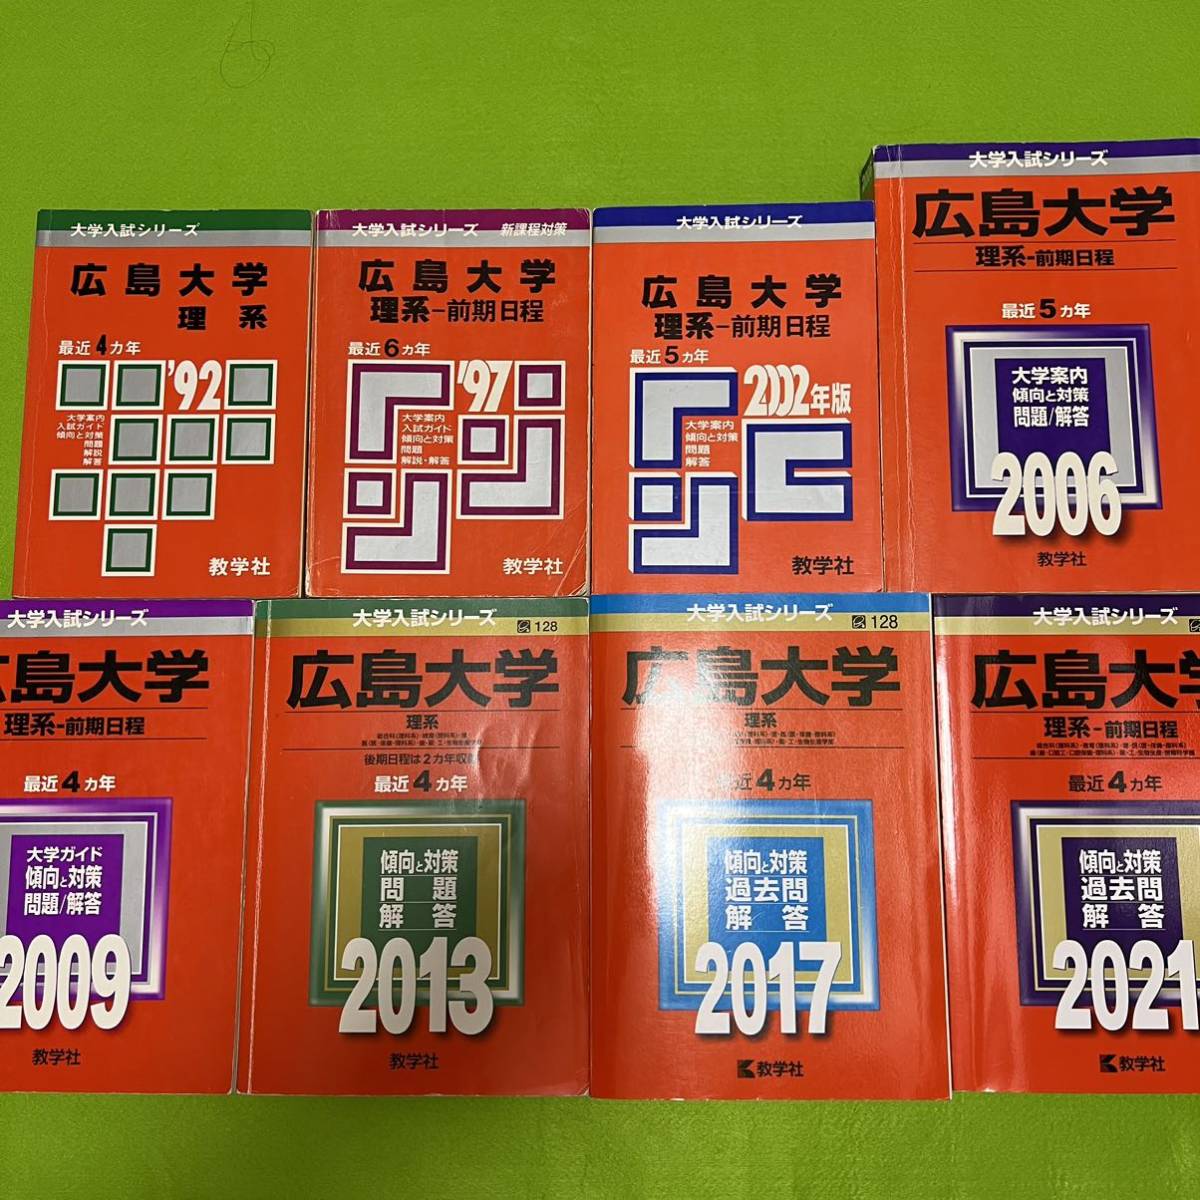 大学入試シリーズ
広島大学
理系
最近4カ年
'92
大学案内
入試ガイド
傾向と対策
問題
解説
解答
教学社
大学入試シリーズ 新課程対策
広島大学
理系-前期日程
最近6カ年
'97
大学案内
入試ガイド
傾向と対策
問題
解説・解答
教学社
大学入試シリーズ
広島大学
理系-前期日程
最近5カ年
2002年版
大学案内
傾向と対策
問題
解答
教学社
大学入試シリーズ
広島大学
理系-前期日程
最近5カ年
大学案内
傾向と対策
問題/解答
2006
教学社
大学入試シリーズ
広島大学
理系-前期日程
最近4カ年
大学ガイド
傾向と対策
問題/解答
2009
教学社
大学入試シリーズ
128
広島大学
理系
後期日程は2カ年収
最近4カ年
傾向と対策
問題
解答
2013
教学社
大学入試シリーズ
128
広島大学
理系
最近4カ年
傾向と対策
過去問
解答
2017
教学社
大学入試シリーズ
広島大学
理系-前期日程
最近4カ年
傾向と対策
過去問
解答
2021
教学社